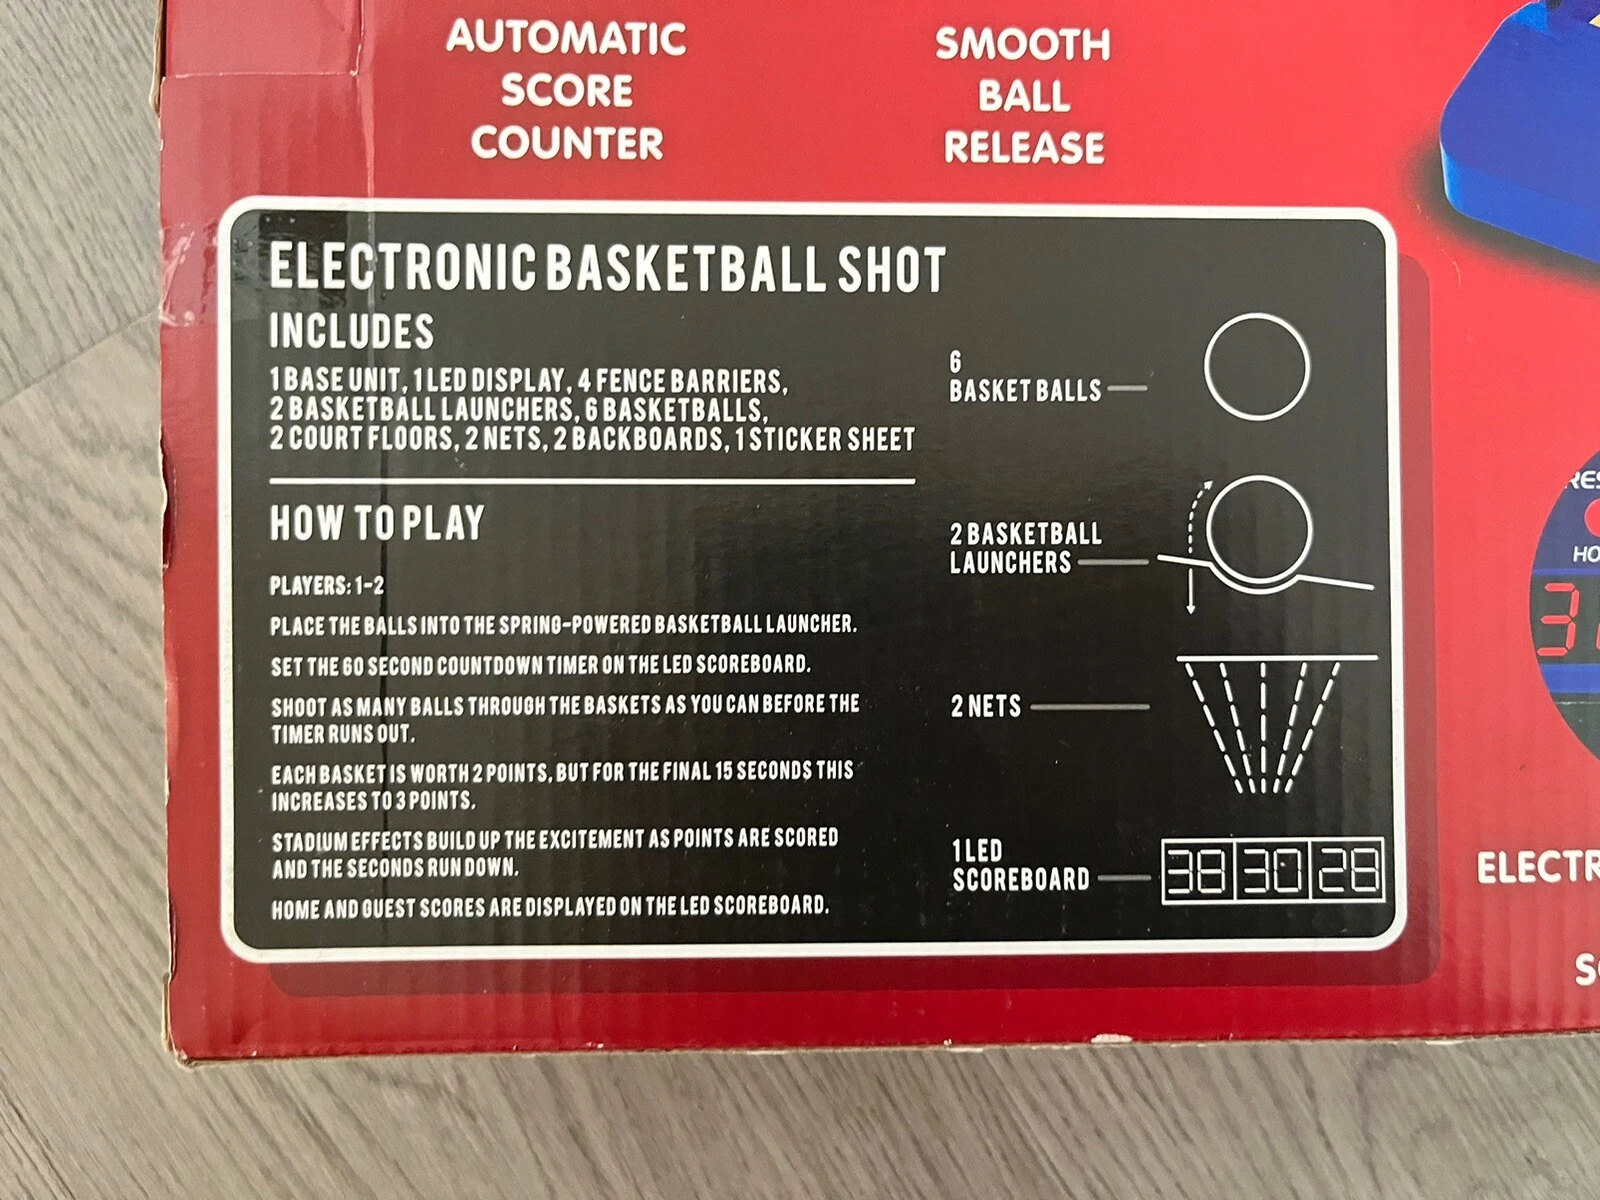 AUTOMATIC
SCORE
COUNTER
SMOOTH
BALL
RELEASE
ELECTRONIC BASKETBALL SHOT
INCLUDES
1 BASE UNIT, 1 LED DISPLAY, 4 FENCE BARRIERS,
2 BASKETBALL LAUNCHERS, 6 BASKETBALLS,
2 COURT FLOORS, 2 NETS, 2 BACKBOARDS, 1 STICKER SHEET
HOW TO PLAY
PLAYERS: 1-2
PLACE THE BALLS INTO THE SPRING-POWERED BASKETBALL LAUNCHER.
SET THE 60 SECOND COUNTDOWN TIMER ON THE LED SCOREBOARD.
SHOOT AS MANY BALLS THROUGH THE BASKETS AS YOU CAN BEFORE THE
TIMER RUNS OUT.
EACH BASKET IS WORTH 2 POINTS, BUT FOR THE FINAL 15 SECONDS THIS
INCREASES TO 3 POINTS.
STADIUM EFFECTS BUILD UP THE EXCITEMENT AS POINTS ARE SCORED
AND THE SECONDS RUN DOWN.
HOME AND GUEST SCORES ARE DISPLAYED ON THE LED SCOREBOARD.
6
BASKET BALLS
2 BASKETBALL
LAUNCHERS
2 NETS
1 LED
SCOREBOARD
38 30 28
RES
HO
3
ELECTR
S